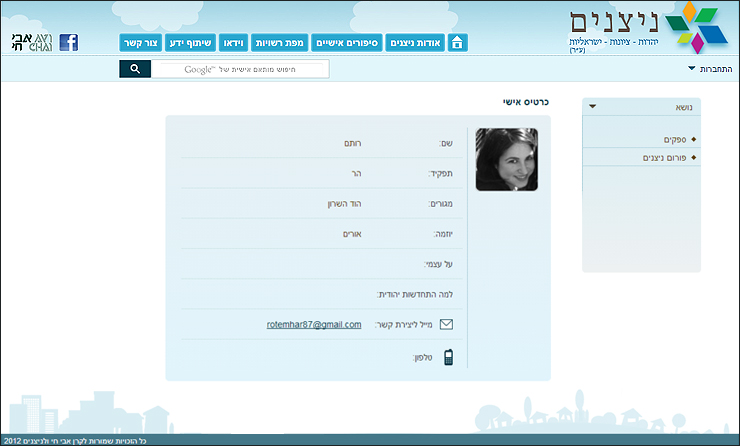 ניצנים
יהדות - ציונות - ישראליות
(ע״ר)
אודות ניצנים
סיפורים אישיים
מפת רשויות
וידאו
שיתוף ידע
צור קשר
אבי חי
AVI CHAI
התחברות
חיפוש מותאם אישית של Google™
נושא
ספקים
פורום ניצנים
כרטיס אישי
שם: רותם
תפקיד: הר
מגורים: הוד השרון
יוזמה: אורים
על עצמי:
למה התחדשות יהודית:
מייל ליצירת קשר: rotemhar87@gmail.com
טלפון:
כל הזכויות שמורות לקרן אבי חי ולניצנים 2012